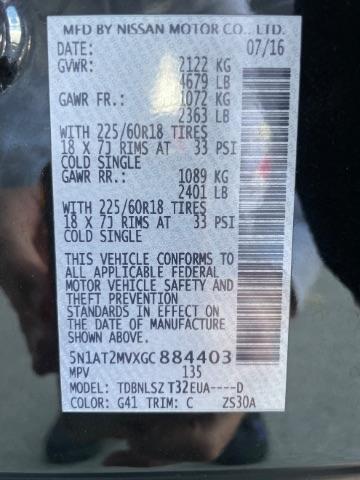 MFD BY NISSAN MOTOR CO., LTD.
DATE: 07/16
GVWR: 2122 KG
4679 LB
GAWR FR.: 1072 KG
2363 LB
WITH 225/60R18 TIRES
18 X 7J RIMS AT 33 PSI
COLD SINGLE
GAWR RR.: 1089 KG
2401 LB
WITH 225/60R18 TIRES
18 X 7J RIMS AT 33 PSI
COLD SINGLE
THIS VEHICLE CONFORMS TO
ALL APPLICABLE FEDERAL
MOTOR VEHICLE SAFETY AND
THEFT PREVENTION
STANDARDS IN EFFECT ON THE
DATE OF MANUFACTURE
SHOWN ABOVE.
5N1AT2MVXGC884403
MPV 135
MODEL: TDBNLSZ T32EUA----D
COLOR: G41 TRIM: C ZS30A